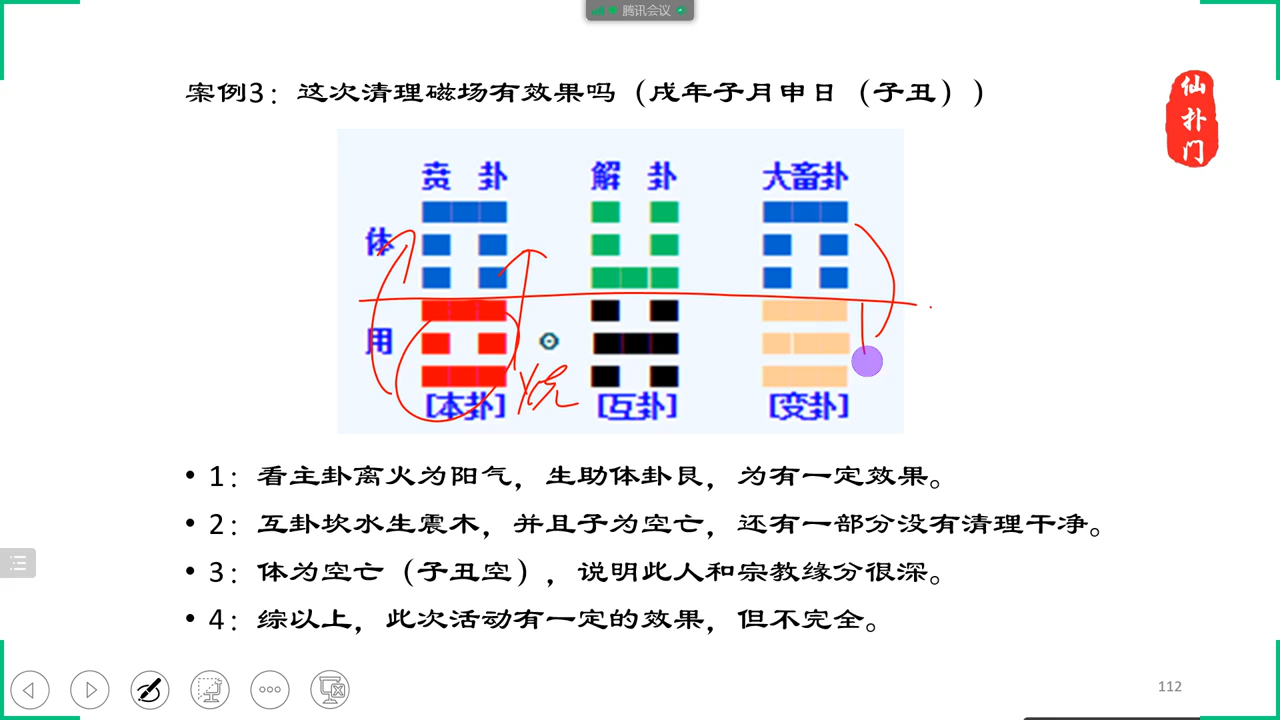 腾讯会议
案例3：这次清理磁场有效果吗（戌年子月申日（子丑））
仙扑门
贲 卦 解 卦 大畜卦
体
用
烧
[本卦] [互卦] [变卦]
• 1：看主卦离火为阳气，生助体卦艮，为有一定效果。
• 2：互卦坎水生震木，并且子为空亡，还有一部分没有清理干净。
• 3：体为空亡（子丑空），说明此人和宗教缘分很深。
• 4：综以上，此次活动有一定的效果，但不完全。
112